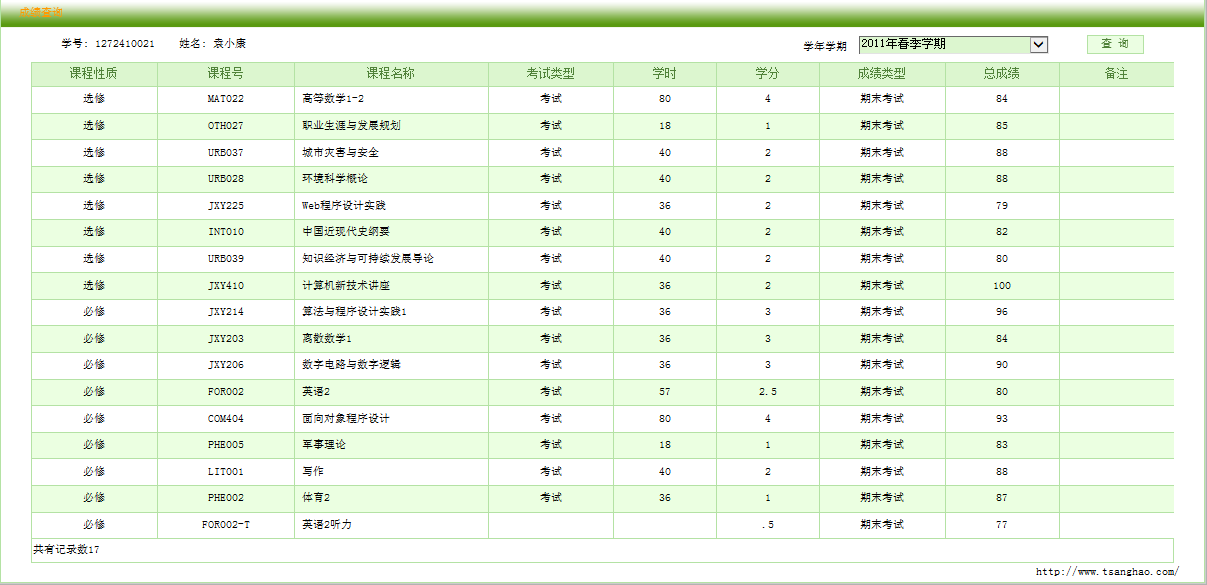 成绩查询
学号: 1272410021 姓名: 袁小康 学年学期 2011年春季学期 查 询
课程性质 课程号 课程名称 考试类型 学时 学分 成绩类型 总成绩 备注
选修 MAT022 高等数学1-2 考试 80 4 期末考试 84
选修 OTH027 职业生涯与发展规划 考试 18 1 期末考试 85
选修 URB037 城市灾害与安全 考试 40 2 期末考试 88
选修 URB028 环境科学概论 考试 40 2 期末考试 88
选修 JXY225 Web程序设计实践 考试 36 2 期末考试 79
选修 INT010 中国近现代史纲要 考试 40 2 期末考试 82
选修 URB039 知识经济与可持续发展导论 考试 40 2 期末考试 80
选修 JXY410 计算机新技术讲座 考试 36 2 期末考试 100
必修 JXY214 算法与程序设计实践1 考试 36 3 期末考试 96
必修 JXY203 离散数学1 考试 36 3 期末考试 84
必修 JXY206 数字电路与数字逻辑 考试 36 3 期末考试 90
必修 FOR002 英语2 考试 57 2.5 期末考试 80
必修 COM404 面向对象程序设计 考试 80 4 期末考试 93
必修 PHE005 军事理论 考试 18 1 期末考试 83
必修 LIT001 写作 考试 40 2 期末考试 88
必修 PHE002 体育2 考试 36 1 期末考试 87
必修 FOR002-T 英语2听力 .5 期末考试 77
共有记录数17
http://www.tsanghao.com/